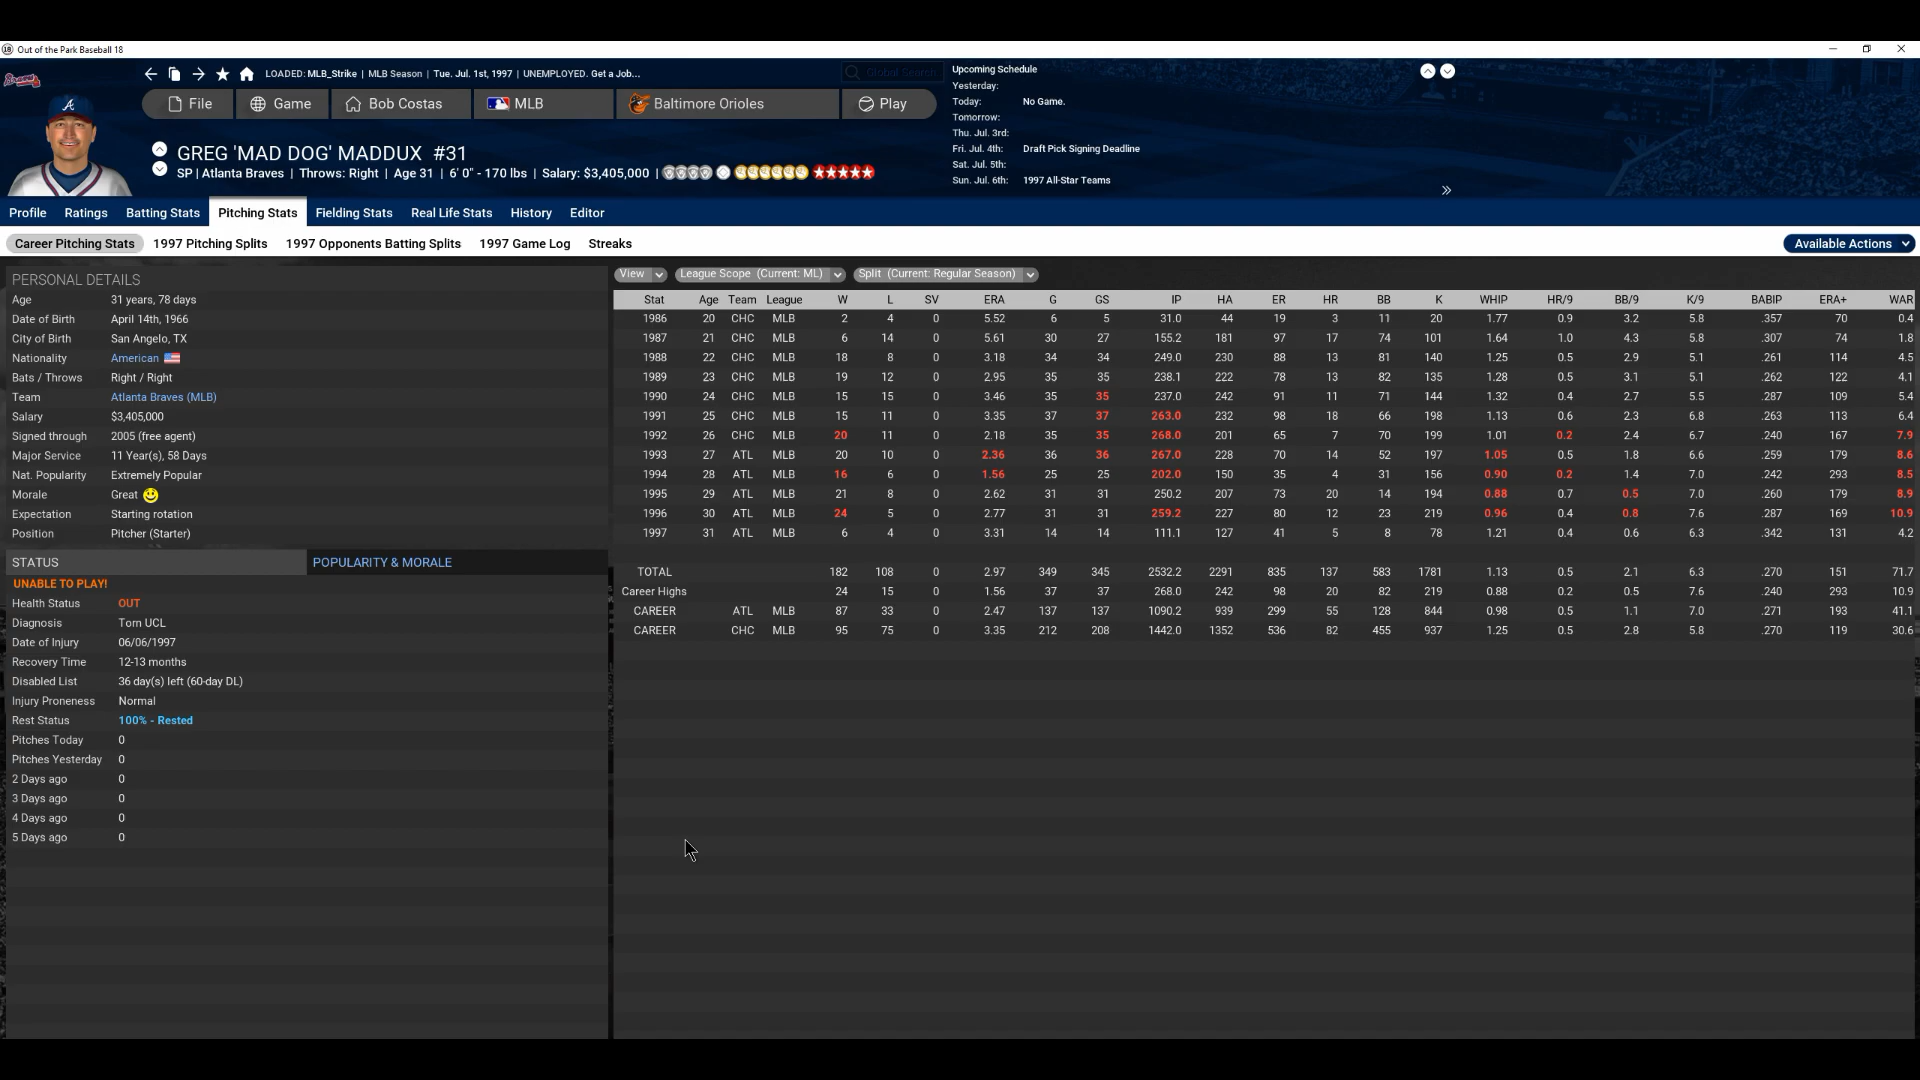 Out of the Park Baseball 18
LOADED: MLB_Strike | MLB Season | Tue. Jul. 1st, 1997 | UNEMPLOYED. Get a Job...
Global Search
File Game Bob Costas MLB Baltimore Orioles Play
GREG 'MAD DOG' MADDUX #31
SP | Atlanta Braves | Throws: Right | Age 31 | 6' 0" - 170 lbs | Salary: $3,405,000 |
Upcoming Schedule
Yesterday:
Today: No Game.
Tomorrow:
Thu. Jul. 3rd:
Fri. Jul. 4th: Draft Pick Signing Deadline
Sat. Jul. 5th:
Sun. Jul. 6th: 1997 All-Star Teams
Profile Ratings Batting Stats Pitching Stats Fielding Stats Real Life Stats History Editor
Career Pitching Stats 1997 Pitching Splits 1997 Opponents Batting Splits 1997 Game Log Streaks Available Actions
PERSONAL DETAILS
Age 31 years, 78 days
Date of Birth April 14th, 1966
City of Birth San Angelo, TX
Nationality American
Bats / Throws Right / Right
Team Atlanta Braves (MLB)
Salary $3,405,000
Signed through 2005 (free agent)
Major Service 11 Year(s), 58 Days
Nat. Popularity Extremely Popular
Morale Great
Expectation Starting rotation
Position Pitcher (Starter)
STATUS POPULARITY & MORALE
UNABLE TO PLAY!
Health Status OUT
Diagnosis Torn UCL
Date of Injury 06/06/1997
Recovery Time 12-13 months
Disabled List 36 day(s) left (60-day DL)
Injury Proneness Normal
Rest Status 100% - Rested
Pitches Today 0
Pitches Yesterday 0
2 Days ago 0
3 Days ago 0
4 Days ago 0
5 Days ago 0
View League Scope (Current: ML) Split (Current: Regular Season)
Stat Age Team League W L SV ERA G GS IP HA ER HR BB K WHIP HR/9 BB/9 K/9 BABIP ERA+ WAR
1986 20 CHC MLB 2 4 0 5.52 6 5 31.0 44 19 3 11 20 1.77 0.9 3.2 5.8 .357 70 0.4
1987 21 CHC MLB 6 14 0 5.61 30 27 155.2 181 97 17 74 101 1.64 1.0 4.3 5.8 .307 74 1.8
1988 22 CHC MLB 18 8 0 3.18 34 34 249.0 230 88 13 81 140 1.25 0.5 2.9 5.1 .261 114 4.5
1989 23 CHC MLB 19 12 0 2.95 35 35 238.1 222 78 13 82 135 1.28 0.5 3.1 5.1 .262 122 4.1
1990 24 CHC MLB 15 15 0 3.46 35 35 237.0 242 91 11 71 144 1.32 0.4 2.7 5.5 .287 109 5.4
1991 25 CHC MLB 15 11 0 3.35 37 37 263.0 232 98 18 66 198 1.13 0.6 2.3 6.8 .263 113 6.4
1992 26 CHC MLB 20 11 0 2.18 35 35 268.0 201 65 7 70 199 1.01 0.2 2.4 6.7 .240 167 7.9
1993 27 ATL MLB 20 10 0 2.36 36 36 267.0 228 70 14 52 197 1.05 0.5 1.8 6.6 .259 179 8.6
1994 28 ATL MLB 16 6 0 1.56 25 25 202.0 150 35 4 31 156 0.90 0.2 1.4 7.0 .242 293 8.5
1995 29 ATL MLB 21 8 0 2.62 31 31 250.2 207 73 20 14 194 0.88 0.7 0.5 7.0 .260 179 8.9
1996 30 ATL MLB 24 5 0 2.77 31 31 259.2 227 80 12 23 219 0.96 0.4 0.8 7.6 .287 169 10.9
1997 31 ATL MLB 6 4 0 3.31 14 14 111.1 127 41 5 8 78 1.21 0.4 0.6 6.3 .342 131 4.2
TOTAL 182 108 0 2.97 349 345 2532.2 2291 835 137 583 1781 1.13 0.5 2.1 6.3 .270 151 71.7
Career Highs 24 15 0 1.56 37 37 268.0 242 98 20 82 219 0.88 0.2 0.5 7.6 .240 293 10.9
CAREER ATL MLB 87 33 0 2.47 137 137 1090.2 939 299 55 128 844 0.98 0.5 1.1 7.0 .271 193 41.1
CAREER CHC MLB 95 75 0 3.35 212 208 1442.0 1352 536 82 455 937 1.25 0.5 2.8 5.8 .270 119 30.6